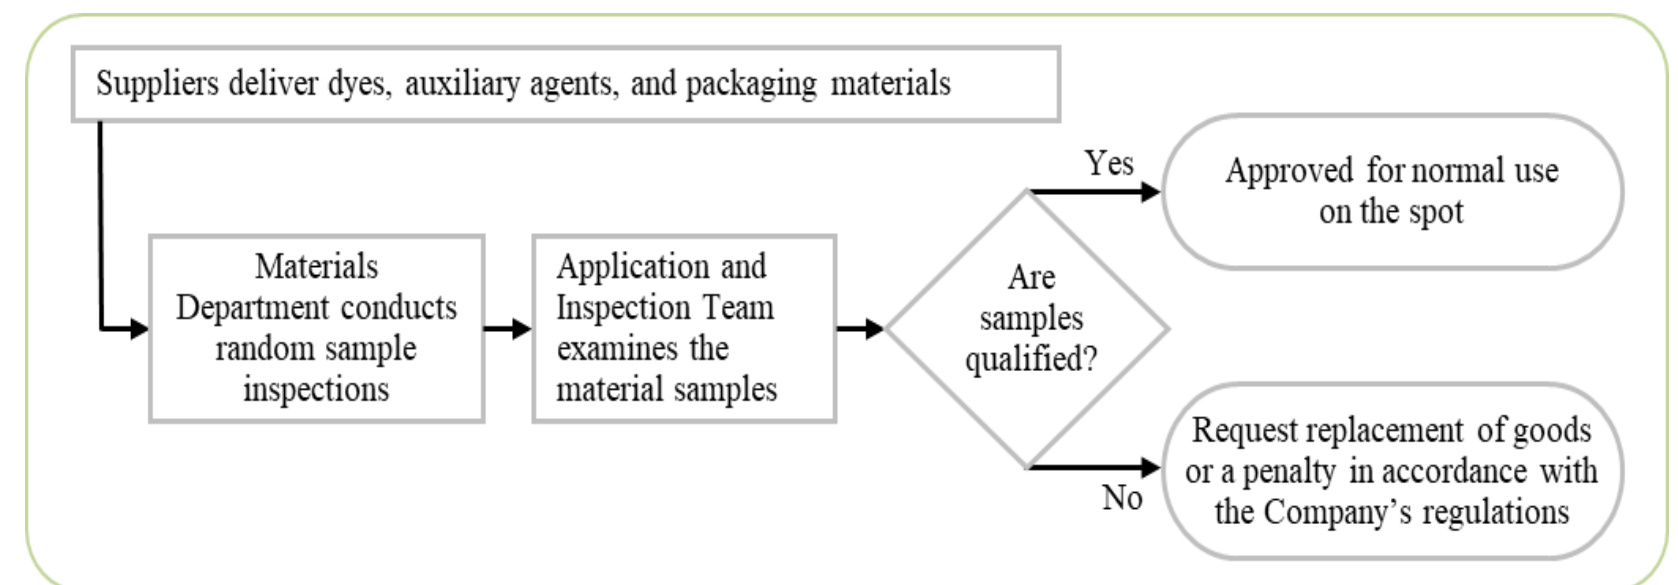 Suppliers deliver dyes, auxiliary agents, and packaging materials
Materials
Department conducts
random sample
inspections
Application and
Inspection Team
examines the
material samples
Are
samples
qualified?
Yes
Approved for normal use
on the spot
No
Request replacement of goods
or a penalty in accordance with
the Company’s regulations